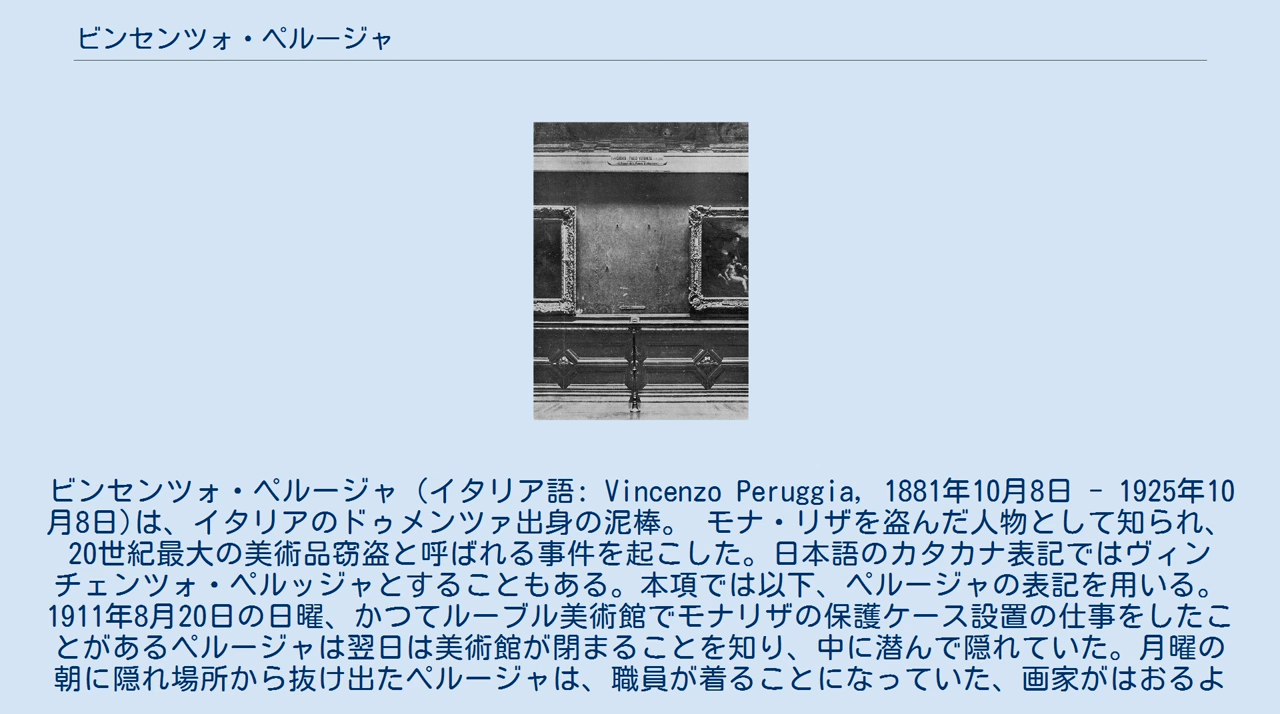 ビンセンツォ・ペルージャ
ビンセンツォ・ペルージャ (イタリア語: Vincenzo Peruggia, 1881年10月8日 - 1925年10
月8日)は、イタリアのドゥメンツァ出身の泥棒。 モナ・リザを盗んだ人物として知られ、
20世紀最大の美術品窃盗と呼ばれる事件を起こした。日本語のカタカナ表記ではヴィン
チェンツォ・ペルッジャとすることもある。本項では以下、ペルージャの表記を用いる。
1911年8月20日の日曜、かつてルーブル美術館でモナリザの保護ケース設置の仕事をしたこ
とがあるペルージャは翌日は美術館が閉まることを知り、中に潜んで隠れていた。月曜の
朝に隠れ場所から抜け出たペルージャは、職員が着ることになっていた、画家がはおるよ